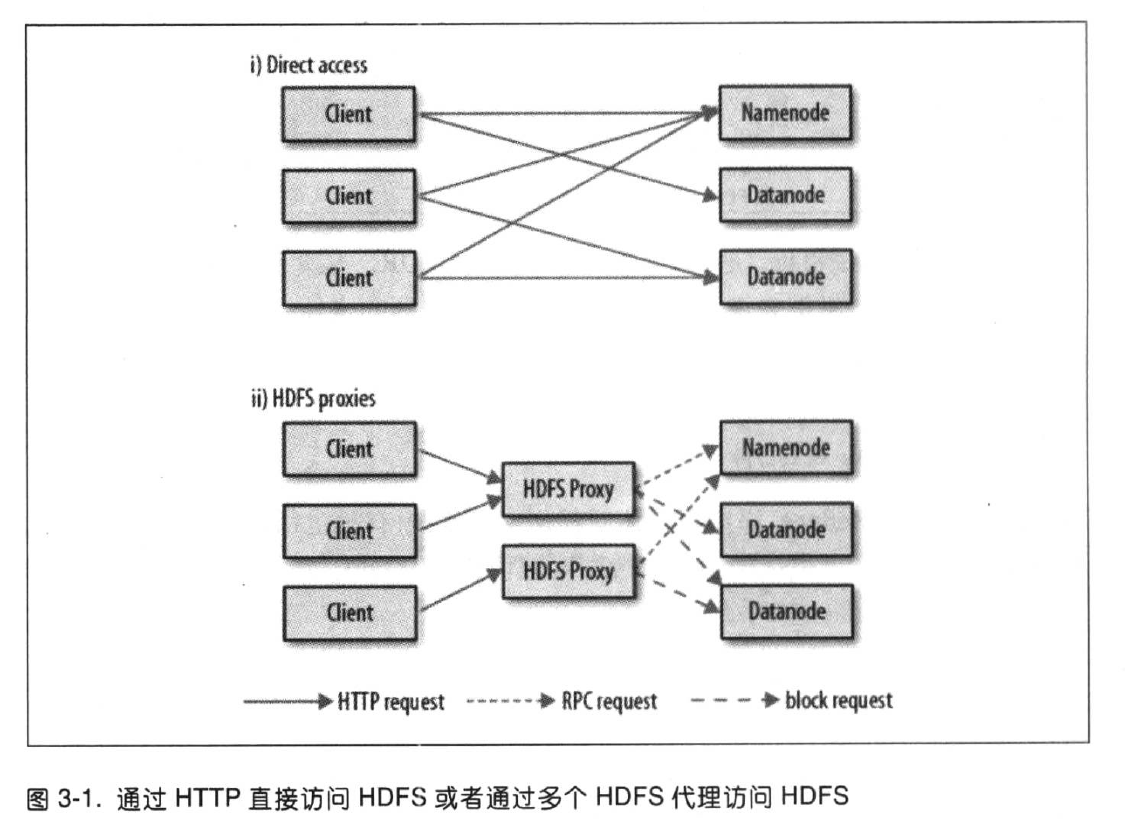 i) Direct access
Client
Namenode
Client
Datanode
Client
Datanode
ii) HDFS proxies
Client
Namenode
HDFS Proxy
Client
Datanode
HDFS Proxy
Client
Datanode
HTTP request
RPC request
block request
图 3-1. 通过 HTTP 直接访问 HDFS 或者通过多个 HDFS 代理访问 HDFS